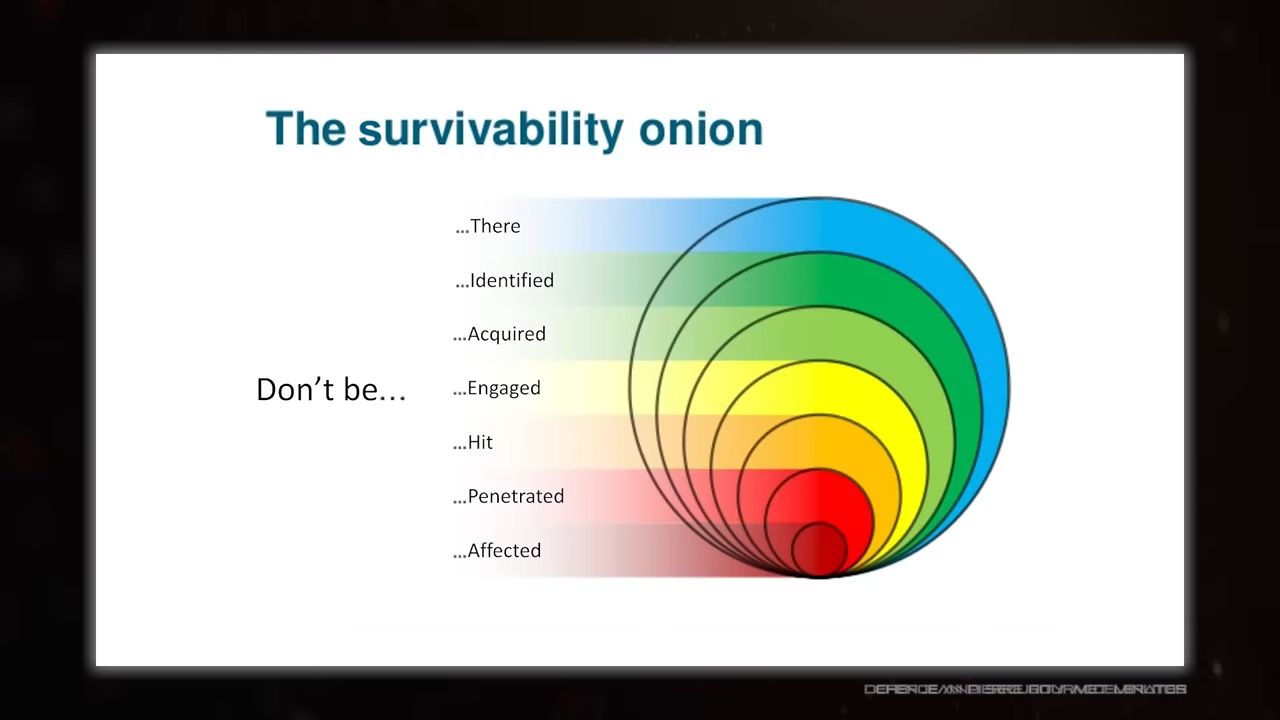 The survivability onion
...There
...Identified
...Acquired
Don't be...
...Engaged
...Hit
...Penetrated
...Affected